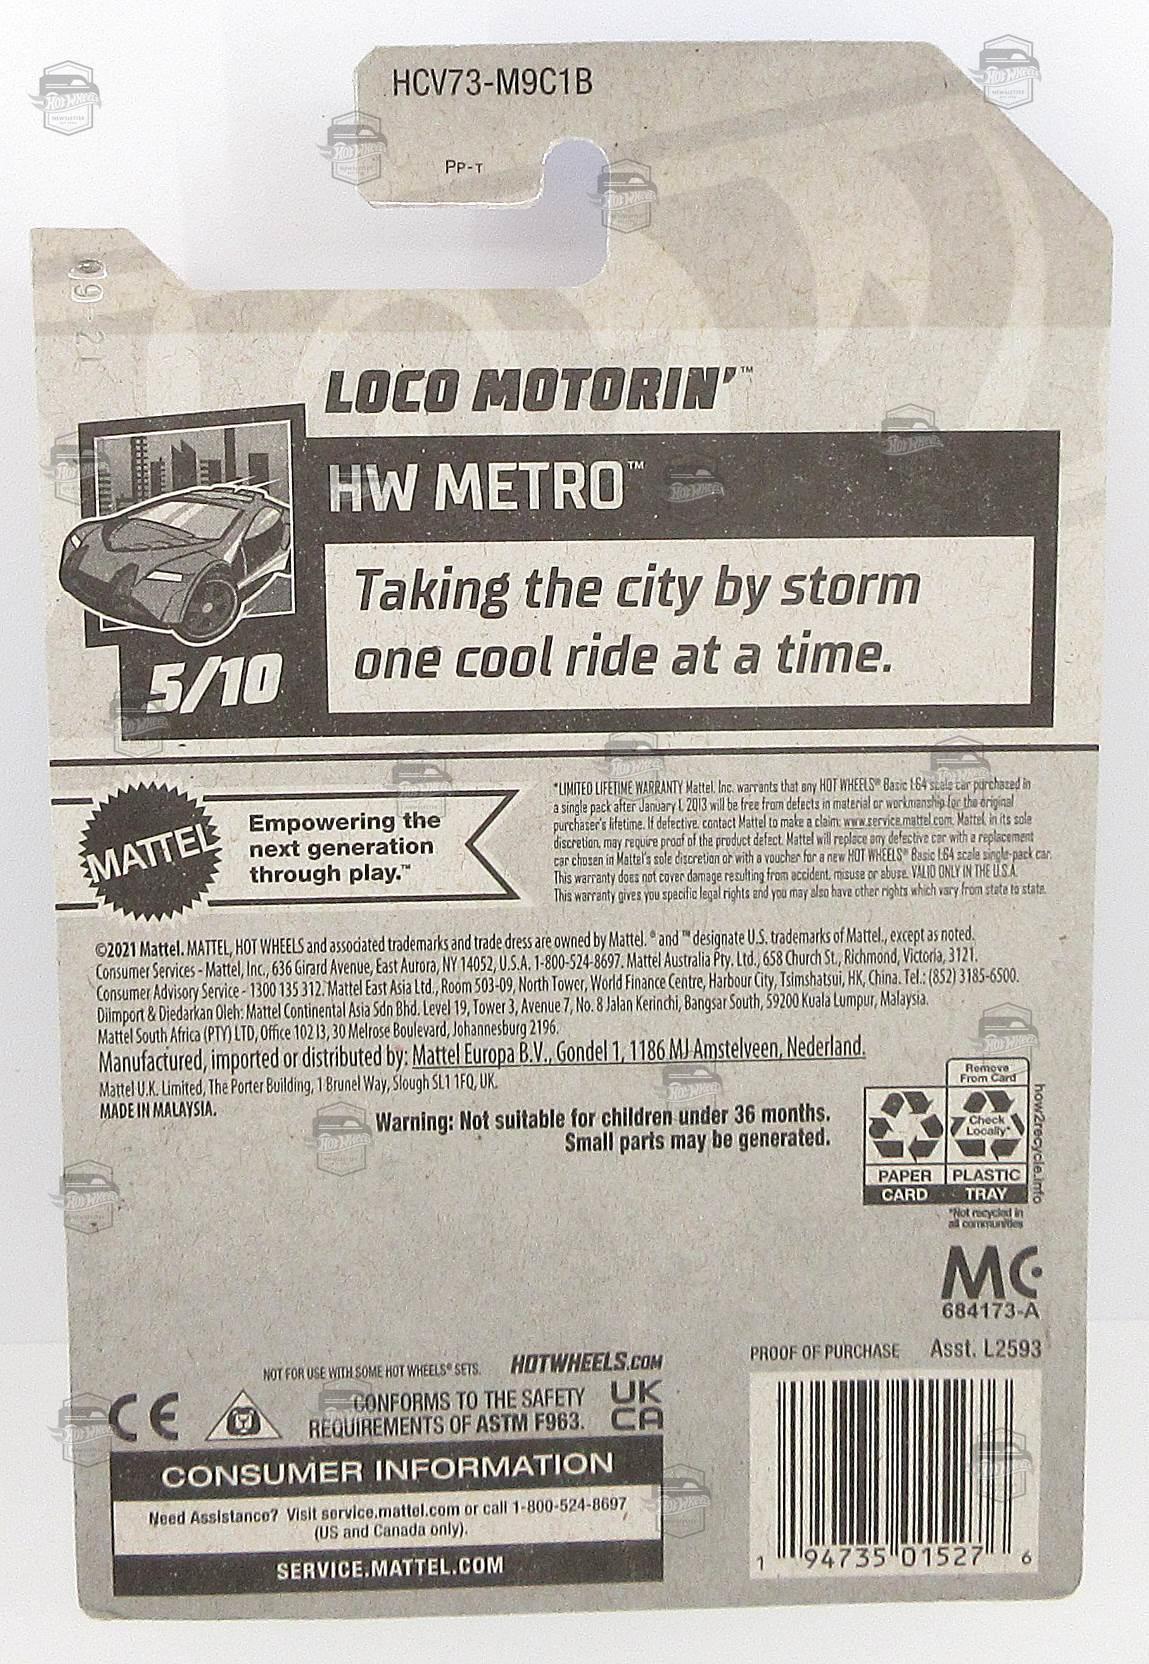 HCV73-M9C1B
PP-T
09-21
LOCO MOTORIN'™
HW METRO™
Taking the city by storm
one cool ride at a time.
5/10
MATTEL
Empowering the
next generation
through play.™
*LIMITED LIFETIME WARRANTY Mattel, Inc. warrants that any HOT WHEELS® Basic 1:64 scale car purchased in
a single pack after January 1, 2013 will be free from defects in material or workmanship for the original
purchaser's lifetime. If defective, contact Mattel to make a claim: www.service.mattel.com. Mattel, in its sole
discretion, may require proof of the product defect. Mattel will replace any defective car with a replacement
car chosen in Mattel's sole discretion or with a voucher for a new HOT WHEELS® Basic 1:64 scale single-pack car.
This warranty does not cover damage resulting from accident, misuse or abuse. VALID ONLY IN THE U.S.A.
This warranty gives you specific legal rights and you may also have other rights which vary from state to state.
©2021 Mattel. MATTEL, HOT WHEELS and associated trademarks and trade dress are owned by Mattel. ® and ™ designate U.S. trademarks of Mattel., except as noted.
Consumer Services - Mattel, Inc., 636 Girard Avenue, East Aurora, NY 14052, U.S.A. 1-800-524-8697. Mattel Australia Pty. Ltd., 658 Church St., Richmond, Victoria, 3121.
Consumer Advisory Service - 1300 135 312. Mattel East Asia Ltd., Room 503-09, North Tower, World Finance Centre, Harbour City, Tsimshatsui, HK, China. Tel.: (852) 3185-6500.
Diimport & Diedarkan Oleh: Mattel Continental Asia Sdn Bhd. Level 19, Tower 3, Avenue 7, No. 8 Jalan Kerinchi, Bangsar South, 59200 Kuala Lumpur, Malaysia.
Mattel South Africa (PTY) LTD, Office 102 I3, 30 Melrose Boulevard, Johannesburg 2196.
Manufactured, imported or distributed by: Mattel Europa B.V., Gondel 1, 1186 MJ Amstelveen, Nederland.
Mattel U.K. Limited, The Porter Building, 1 Brunel Way, Slough SL1 1FQ, UK.
MADE IN MALAYSIA.
Warning: Not suitable for children under 36 months.
Small parts may be generated.
Remove
From Card
Check
Locally*
PAPER
PLASTIC
CARD
TRAY
how2recycle.info
*Not recycled in
all communities
MC
684173-A
PROOF OF PURCHASE
Asst. L2593
NOT FOR USE WITH SOME HOT WHEELS® SETS.
HOTWHEELS.COM
CE
CONFORMS TO THE SAFETY
REQUIREMENTS OF ASTM F963.
UK
CA
CONSUMER INFORMATION
Need Assistance? Visit service.mattel.com or call 1-800-524-8697
(US and Canada only).
SERVICE.MATTEL.COM
1 94735 01527 6